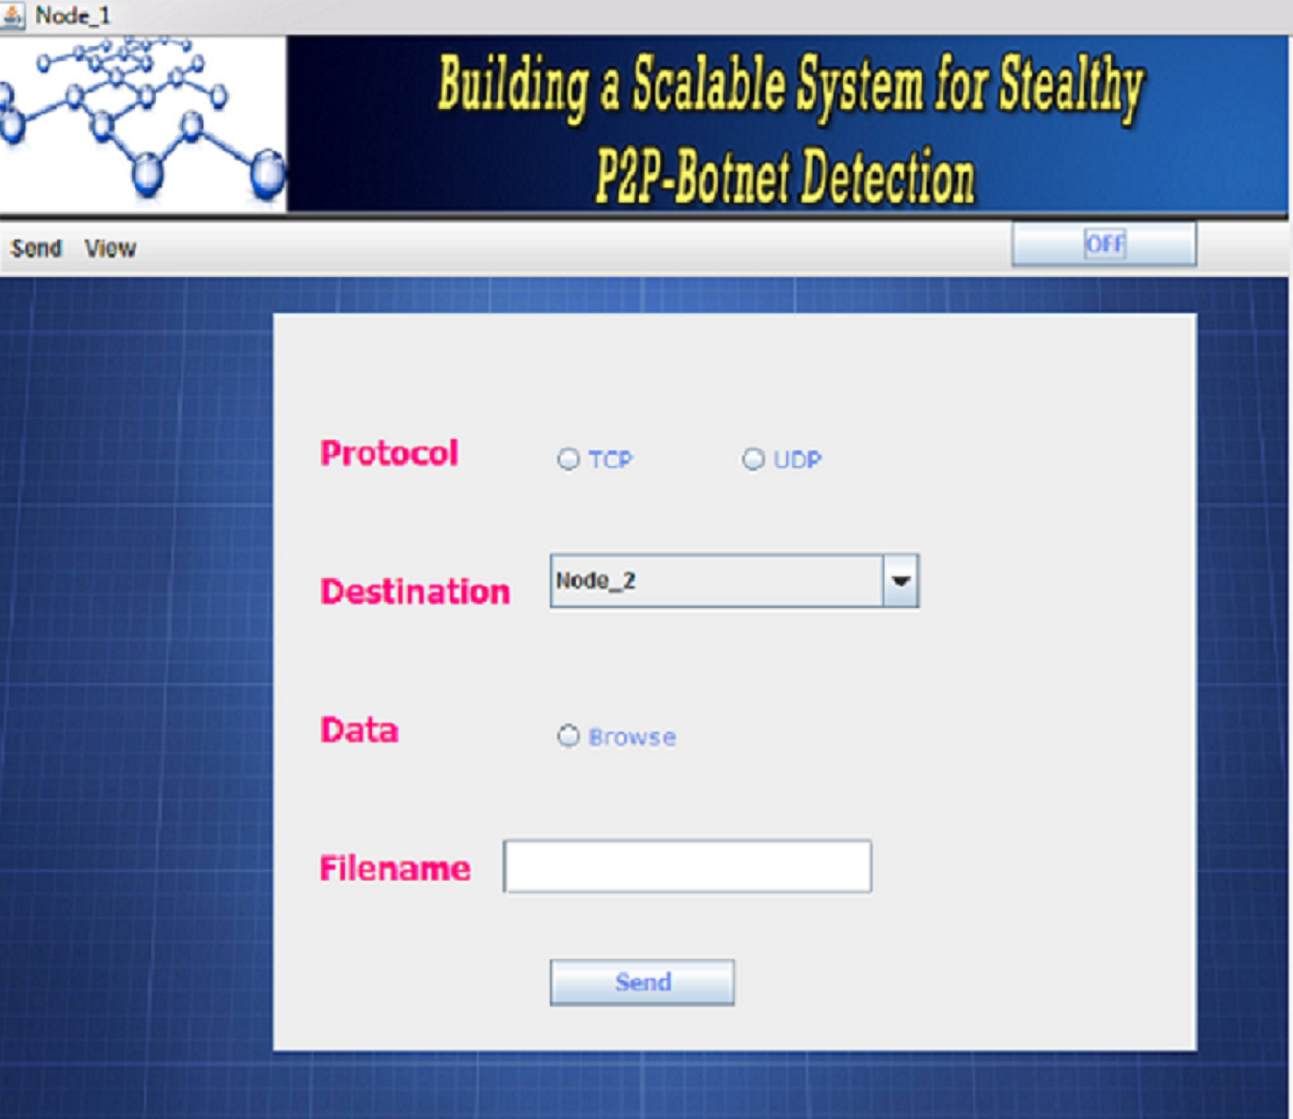 Node_1
Building a Scalable System for Stealthy
P2P-Botnet Detection
Send View OFF
Protocol TCP UDP
Destination Node_2
Data Browse
Filename
Send